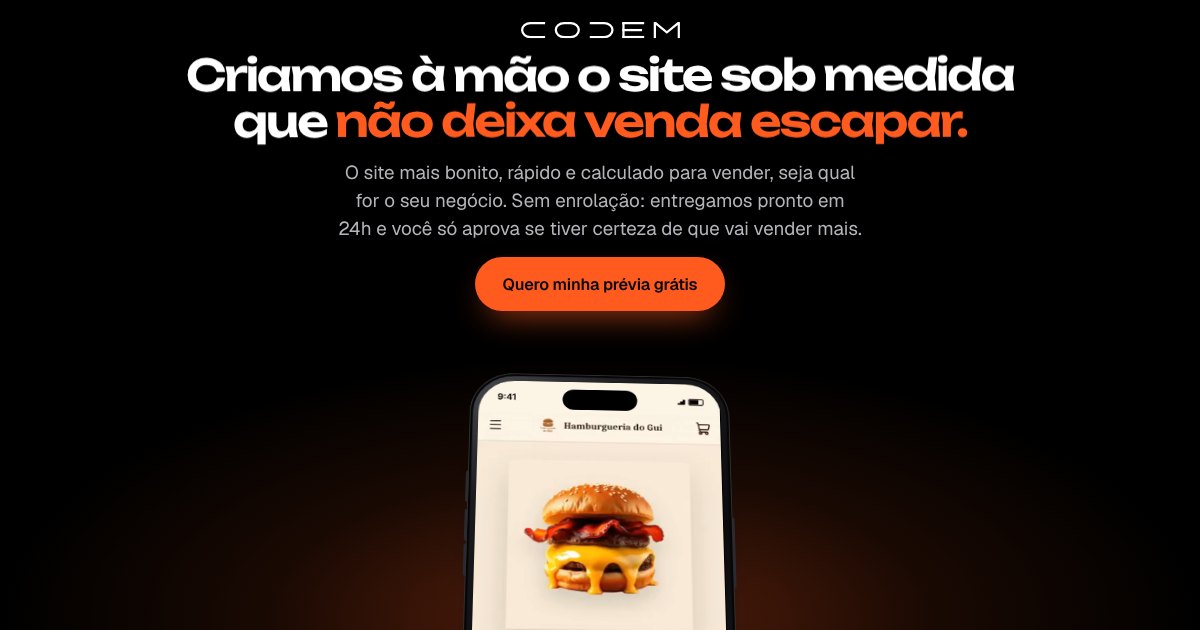 CODEM
Criamos à mão o site sob medida
que não deixa venda escapar.
O site mais bonito, rápido e calculado para vender, seja qual
for o seu negócio. Sem enrolação: entregamos pronto em
24h e você só aprova se tiver certeza de que vai vender mais.
Quero minha prévia grátis
9:41
Hamburgueria do Gui